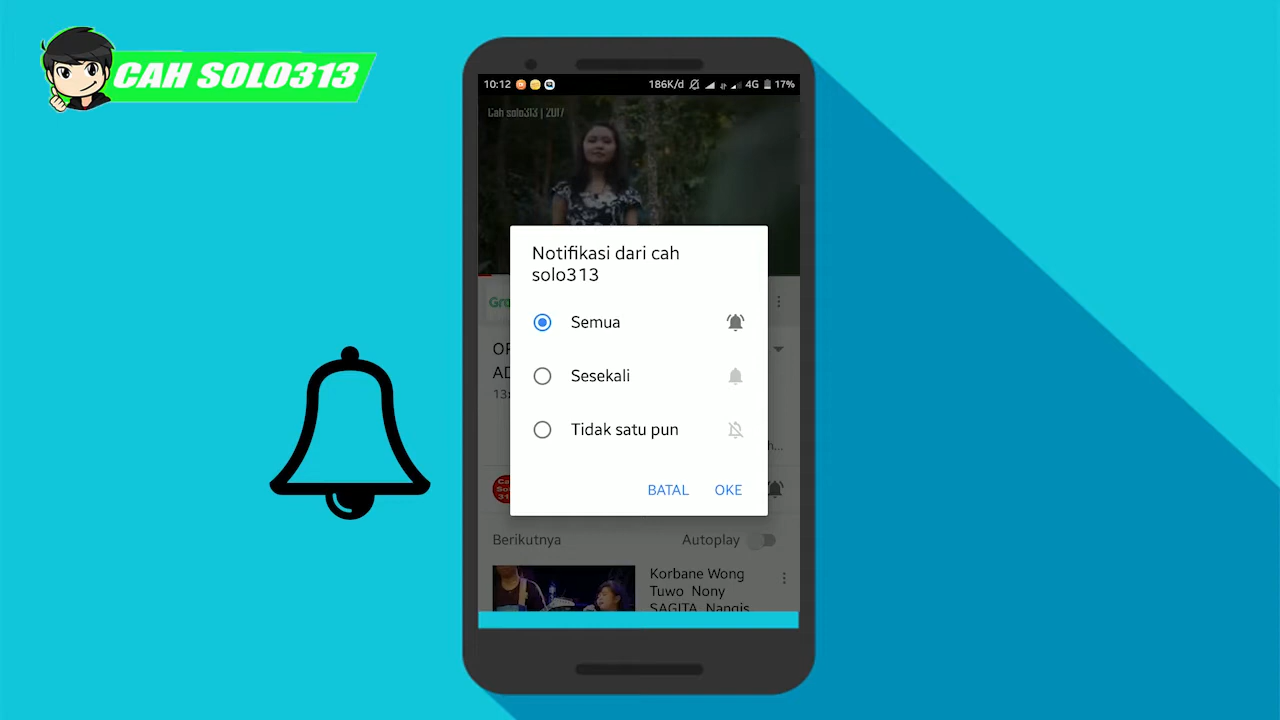 CAH SOLO313
10:12
186K/d
4G
17%
Cah solo313 | 2017
Notifikasi dari cah
solo313
Semua
Sesekali
Tidak satu pun
BATAL
OKE
Berikutnya
Autoplay
Korbane Wong
Tuwo Nony
SAGITA Nangis